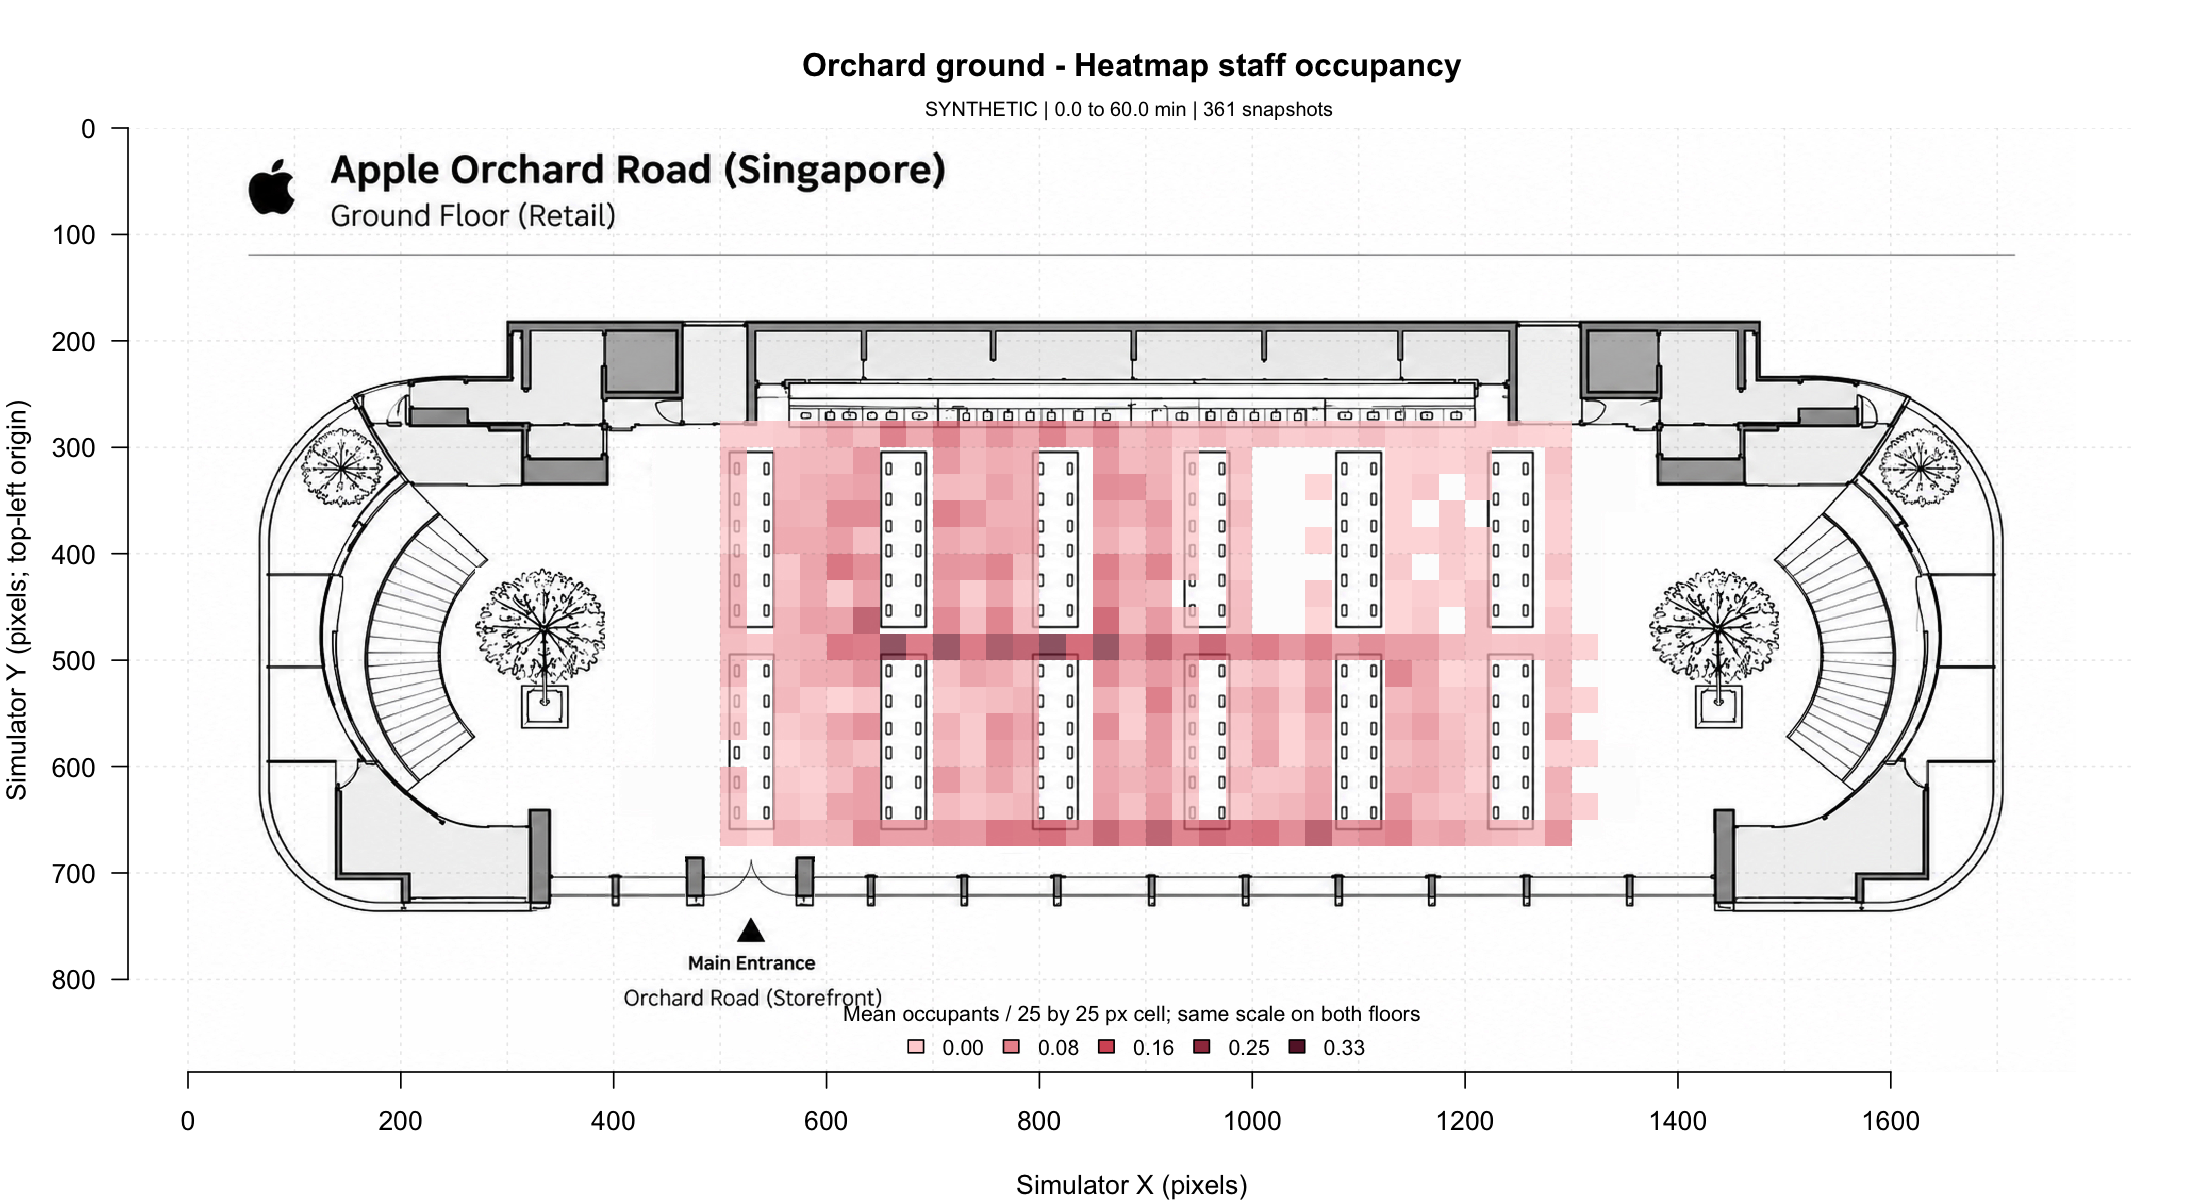 Orchard ground - Heatmap staff occupancy
SYNTHETIC | 0.0 to 60.0 min | 361 snapshots
Apple Orchard Road (Singapore)
Ground Floor (Retail)
0
100
200
300
400
500
600
700
800
Simulator Y (pixels; top-left origin)
Main Entrance
Orchard Road (Storefront)
Mean occupants / 25 by 25 px cell; same scale on both floors
0.00 0.08 0.16 0.25 0.33
0 200 400 600 800 1000 1200 1400 1600
Simulator X (pixels)